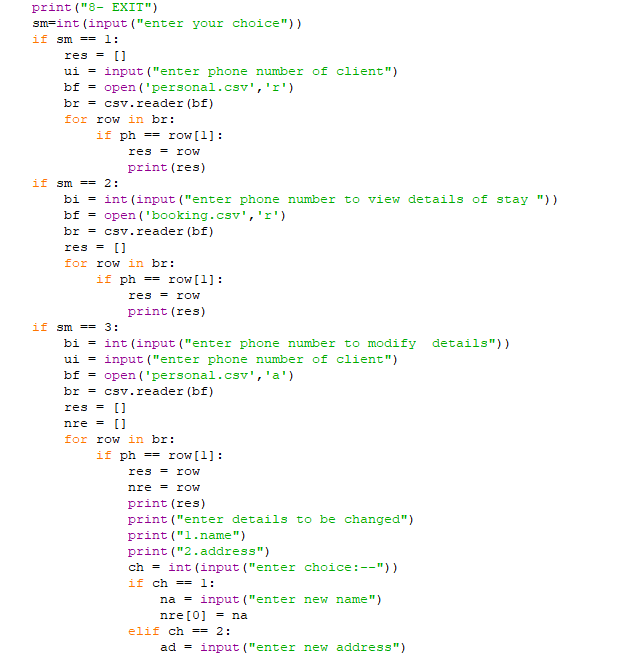 print("8- EXIT")
sm=int(input("enter your choice"))
if sm == 1:
    res = []
    ui = input("enter phone number of client")
    bf = open('personal.csv','r')
    br = csv.reader(bf)
    for row in br:
        if ph == row[1]:
            res = row
            print(res)
if sm == 2:
    bi = int(input("enter phone number to view details of stay "))
    bf = open('booking.csv','r')
    br = csv.reader(bf)
    res = []
    for row in br:
        if ph == row[1]:
            res = row
            print(res)
if sm == 3:
    bi = int(input("enter phone number to modify  details"))
    ui = input("enter phone number of client")
    bf = open('personal.csv','a')
    br = csv.reader(bf)
    res = []
    nre = []
    for row in br:
        if ph == row[1]:
            res = row
            nre = row
            print(res)
            print("enter details to be changed")
            print("1.name")
            print("2.address")
            ch = int(input("enter choice:--"))
            if ch == 1:
                na = input("enter new name")
                nre[0] = na
            elif ch == 2:
                ad = input("enter new address")